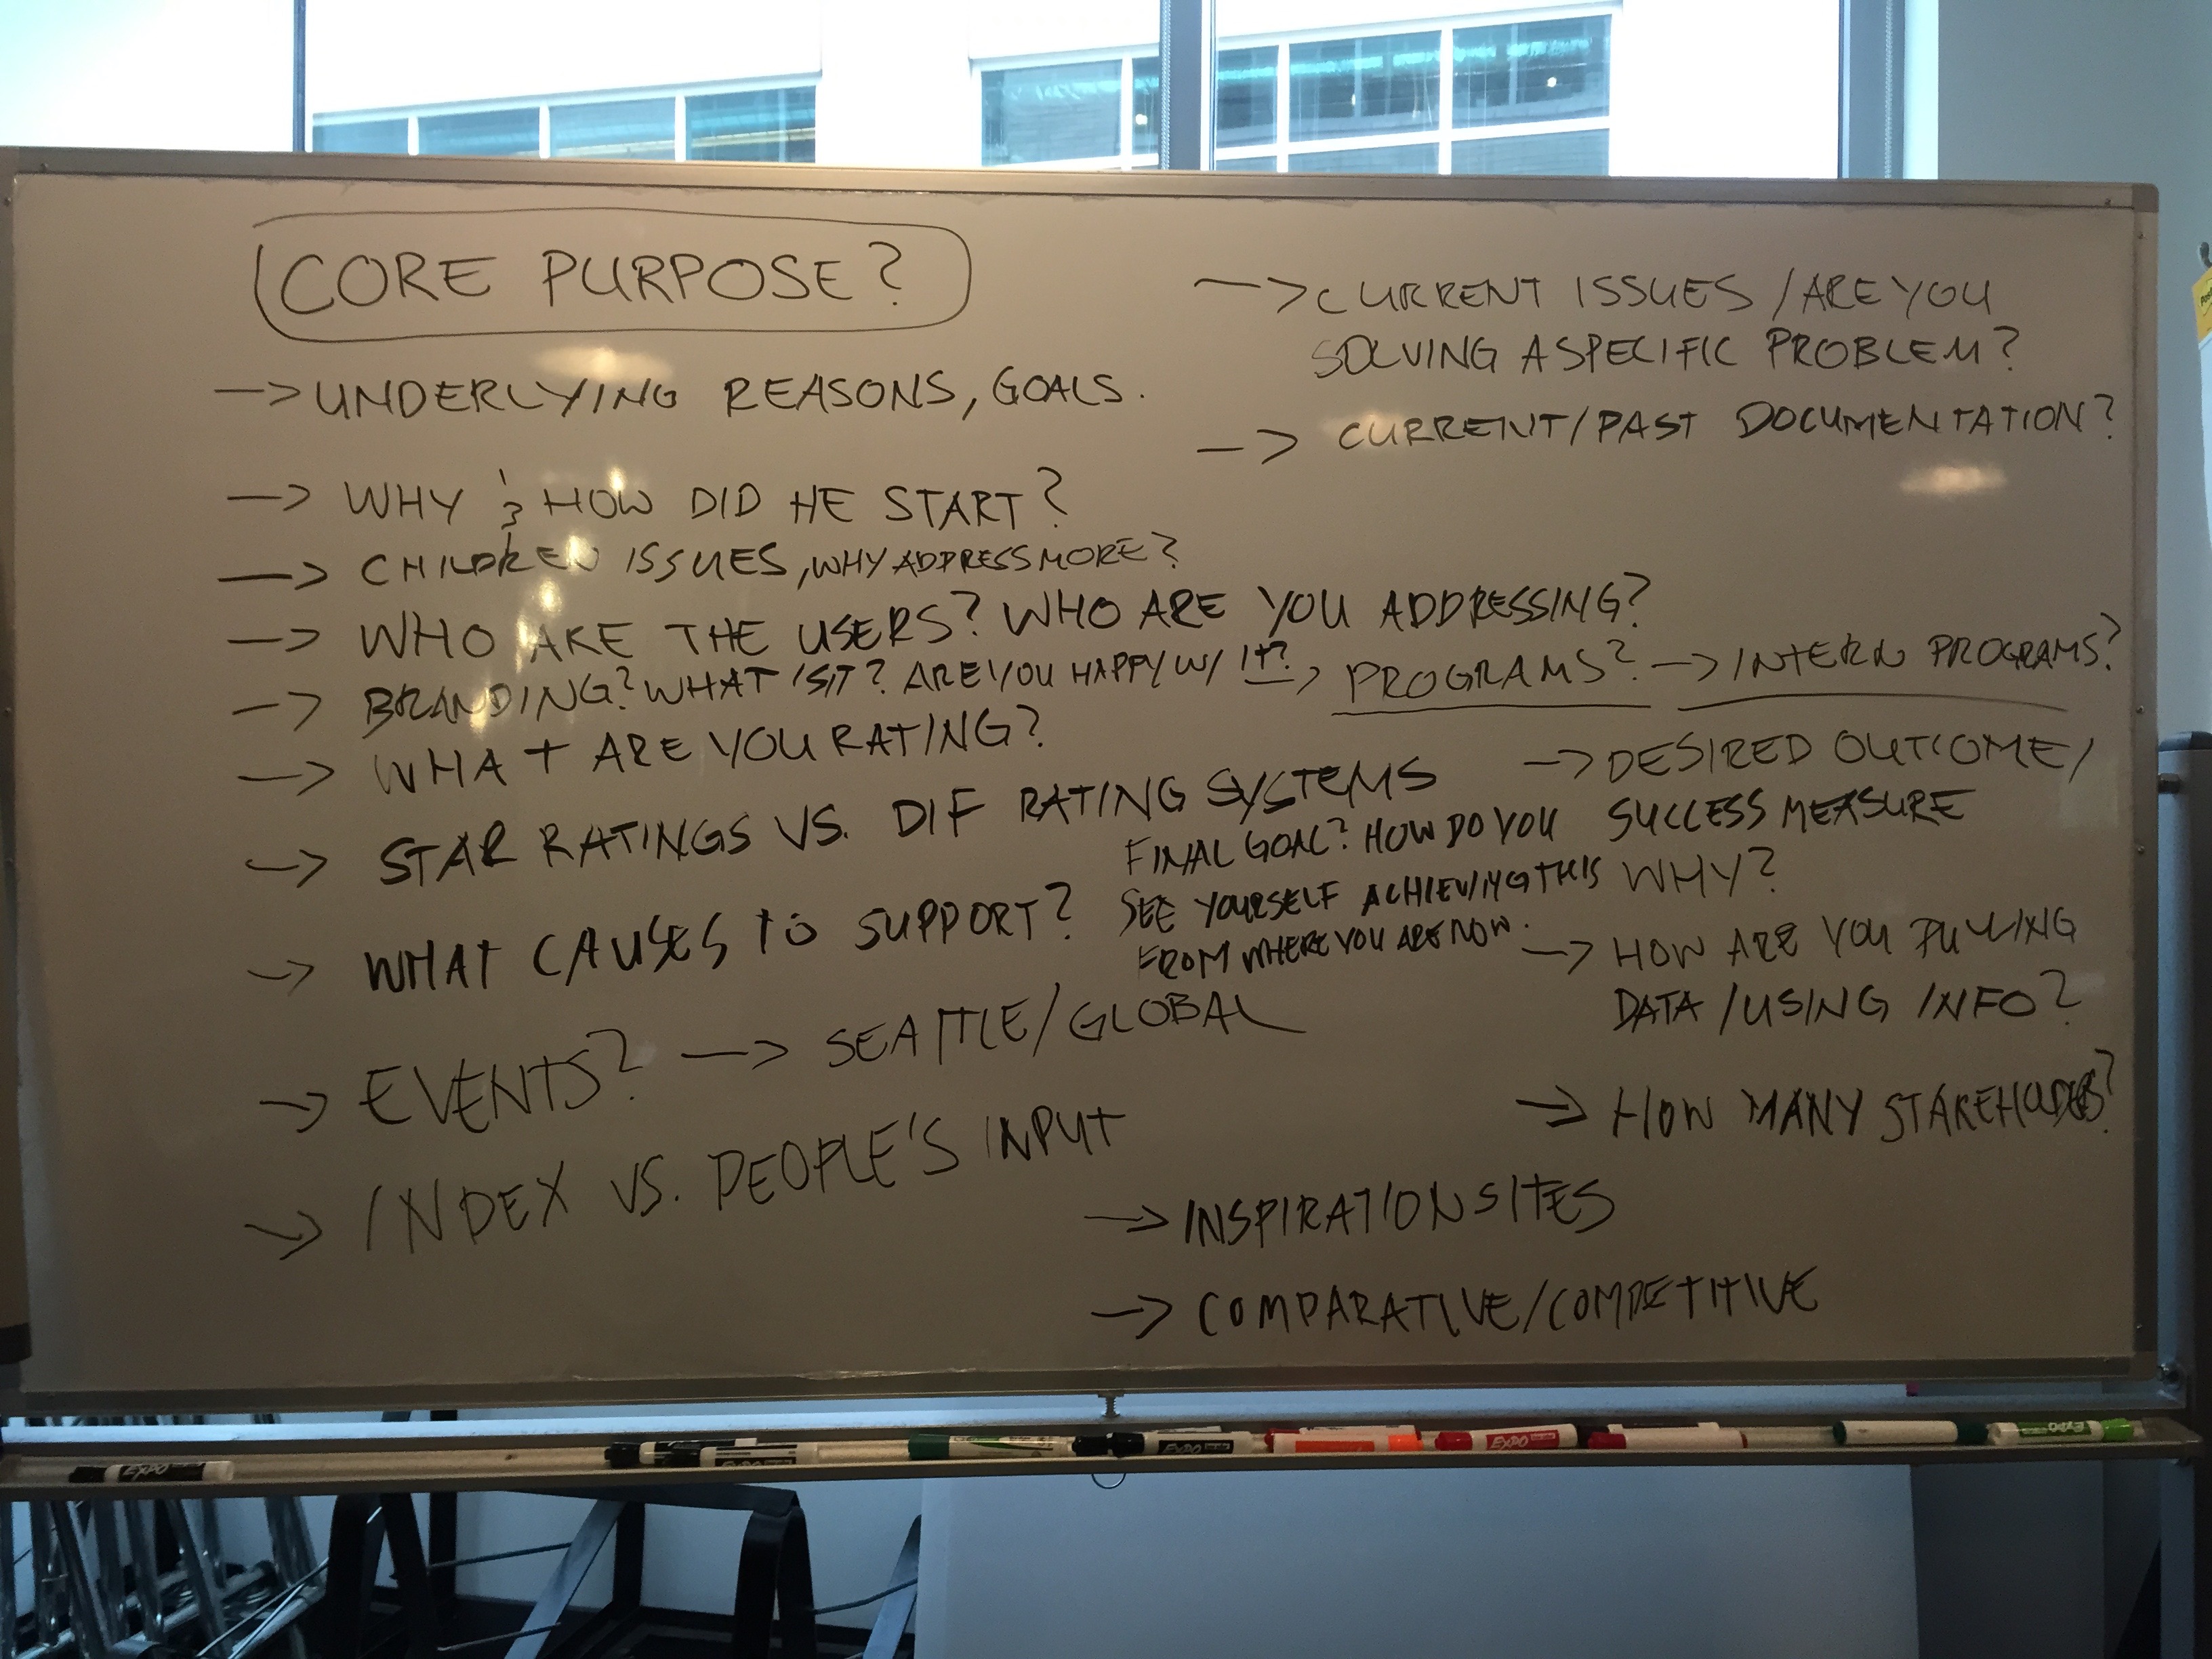 CORE PURPOSE?
-> UNDERLYING REASONS, GOALS.
-> WHY & HOW DID HE START?
-> CHILDREN ISSUES, WHY ADDRESS MORE?
-> WHO ARE THE USERS? WHO ARE YOU ADDRESSING?
-> BRANDING? WHAT IS IT? ARE YOU HAPPY W/ IT?, PROGRAMS? -> INTERN PROGRAMS?
-> WHAT ARE YOU RATING?
-> STAR RATINGS VS. DIF RATING SYSTEMS
-> WHAT CAUSES TO SUPPORT?
-> EVENTS? -> SEATTLE/GLOBAL
-> INDEX VS. PEOPLE'S INPUT
-> CURRENT ISSUES / ARE YOU
SOLVING A SPECIFIC PROBLEM?
-> CURRENT/PAST DOCUMENTATION?
FINAL GOAL? HOW DO YOU
SEE YOURSELF ACHIEVING THIS
FROM WHERE YOU ARE NOW.
-> DESIRED OUTCOME/
SUCCESS MEASURE
WHY?
-> HOW ARE YOU PULLING
DATA / USING INFO?
-> HOW MANY STAKEHOLDERS?
-> INSPIRATION SITES
-> COMPARATIVE/COMPETITIVE
EXPO
EXPO
EXPO
EXPO
EXPO